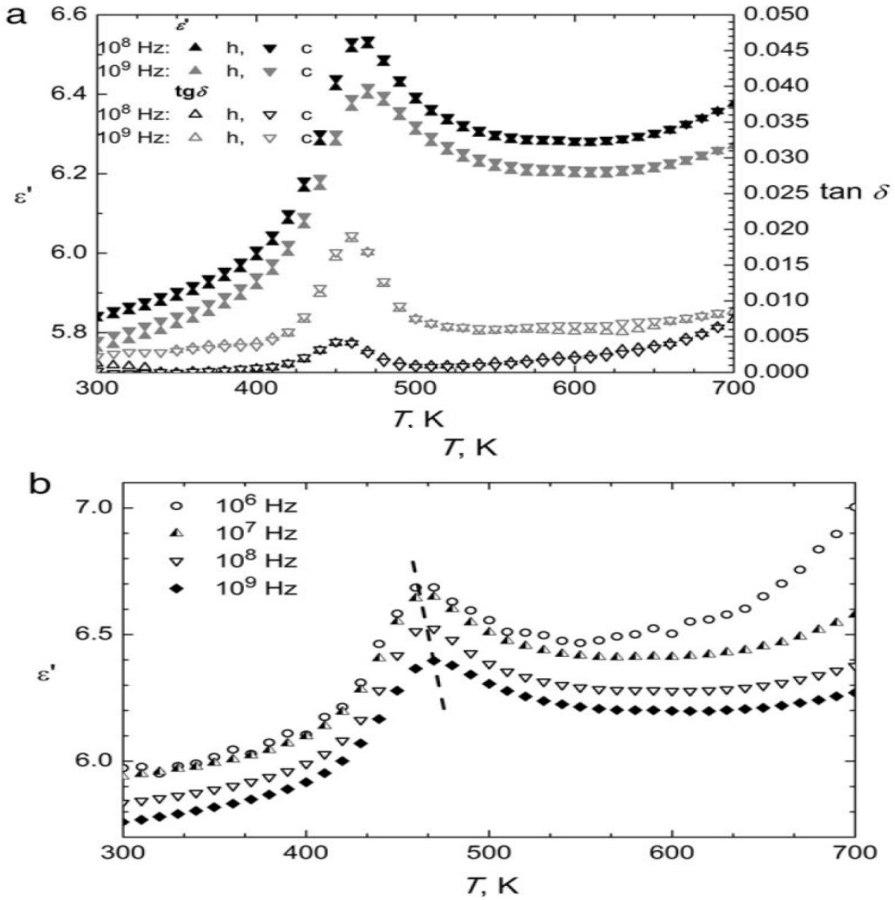 a
ε'
10⁸ Hz: ▲ h, ▼ c
10⁹ Hz: ▲ h, ▼ c
tgδ
10⁸ Hz: △ h, ▽ c
10⁹ Hz: △ h, ▽ c
6.6
6.4
6.2
6.0
5.8
ε'
0.050
0.045
0.040
0.035
0.030
0.025
0.020
0.015
0.010
0.005
0.000
tan δ
300 400 500 600 700
T, K
T, K
b
○ 10⁶ Hz
10⁷ Hz
▽ 10⁸ Hz
◆ 10⁹ Hz
7.0
6.5
6.0
ε'
300 400 500 600 700
T, K